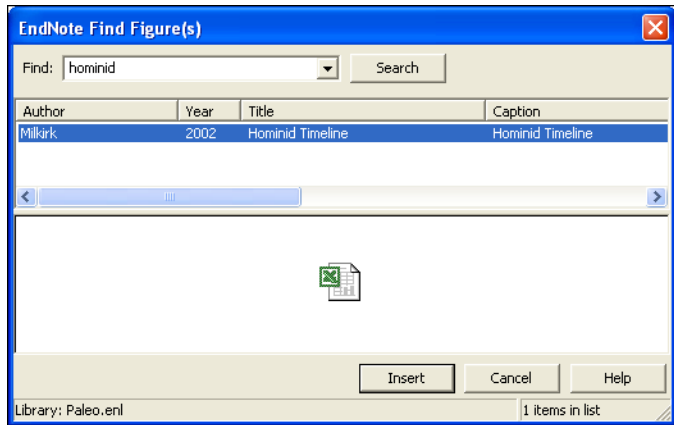 EndNote Find Figure(s)
Find: hominid Search
Author Year Title Caption
Milkirk 2002 Hominid Timeline Hominid Timeline
Insert Cancel Help
Library: Paleo.enl 1 items in list